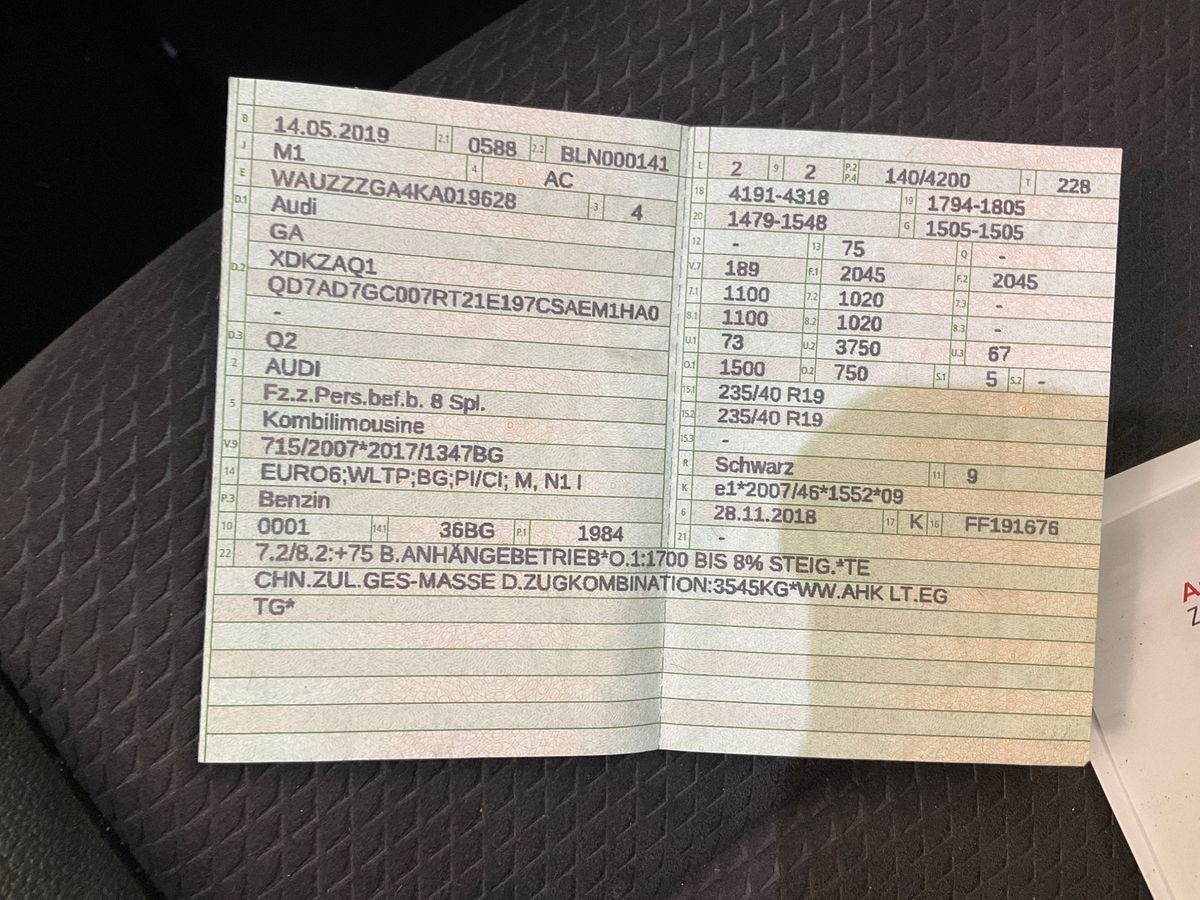 B 14.05.2019 2.1 0588 2.2 BLN000141
J M1 4 AC
E WAUZZZGA4KA019628 3 4
D.1 Audi
GA
D.2 XDKZAQ1
QD7AD7GC007RT21E197CSAEM1HA0
-
D.3 Q2
2 AUDI
5 Fz.z.Pers.bef.b. 8 Spl.
Kombilimousine
V.9 715/2007*2017/1347BG
14 EURO6;WLTP;BG;PI/CI; M, N1 I
P.3 Benzin
10 0001 14.1 36BG P.1 1984
L 2 9 2 P.2 P.4 140/4200 T 228
18 4191-4318 19 1794-1805
20 1479-1548 G 1505-1505
12 - 13 75 Q -
V.7 189 F.1 2045 F.2 2045
7.1 1100 7.2 1020 7.3 -
8.1 1100 8.2 1020 8.3 -
U.1 73 U.2 3750 U.3 67
O.1 1500 O.2 750 S.1 5 S.2 -
15.1 235/40 R19
15.2 235/40 R19
15.3 -
R Schwarz 11 9
K e1*2007/46*1552*09
6 28.11.2018 17 K 16 FF191676
21 -
22 7.2/8.2:+75 B.ANHÄNGEBETRIEB*O.1:1700 BIS 8% STEIG.*TE
CHN.ZUL.GES-MASSE D.ZUGKOMBINATION:3545KG*WW.AHK LT.EG
TG*